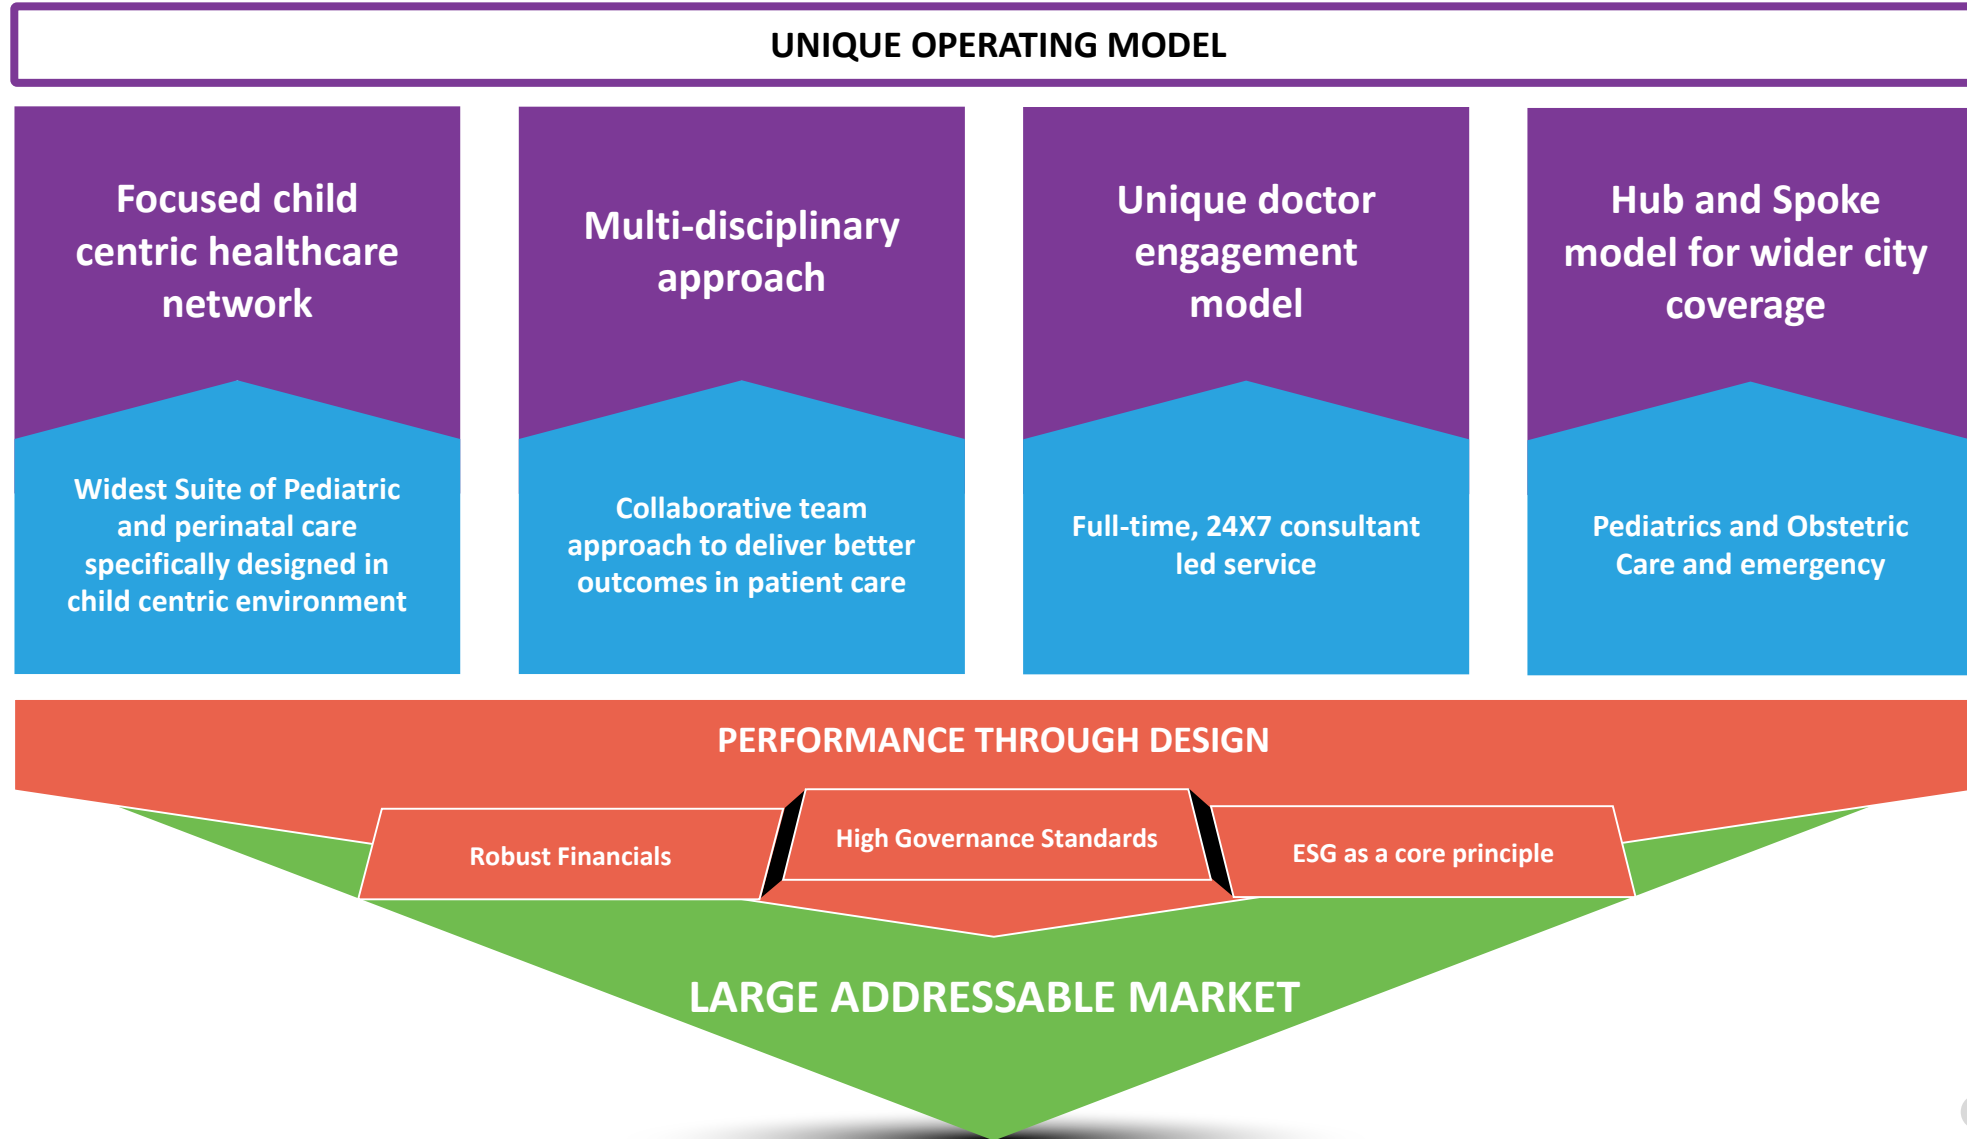 UNIQUE OPERATING MODEL
Focused child
centric healthcare
network
Widest Suite of Pediatric
and perinatal care
specifically designed in
child centric environment
Multi-disciplinary
approach
Collaborative team
approach to deliver better
outcomes in patient care
Unique doctor
engagement
model
Full-time, 24X7 consultant
led service
Hub and Spoke
model for wider city
coverage
Pediatrics and Obstetric
Care and emergency
PERFORMANCE THROUGH DESIGN
Robust Financials
High Governance Standards
ESG as a core principle
LARGE ADDRESSABLE MARKET